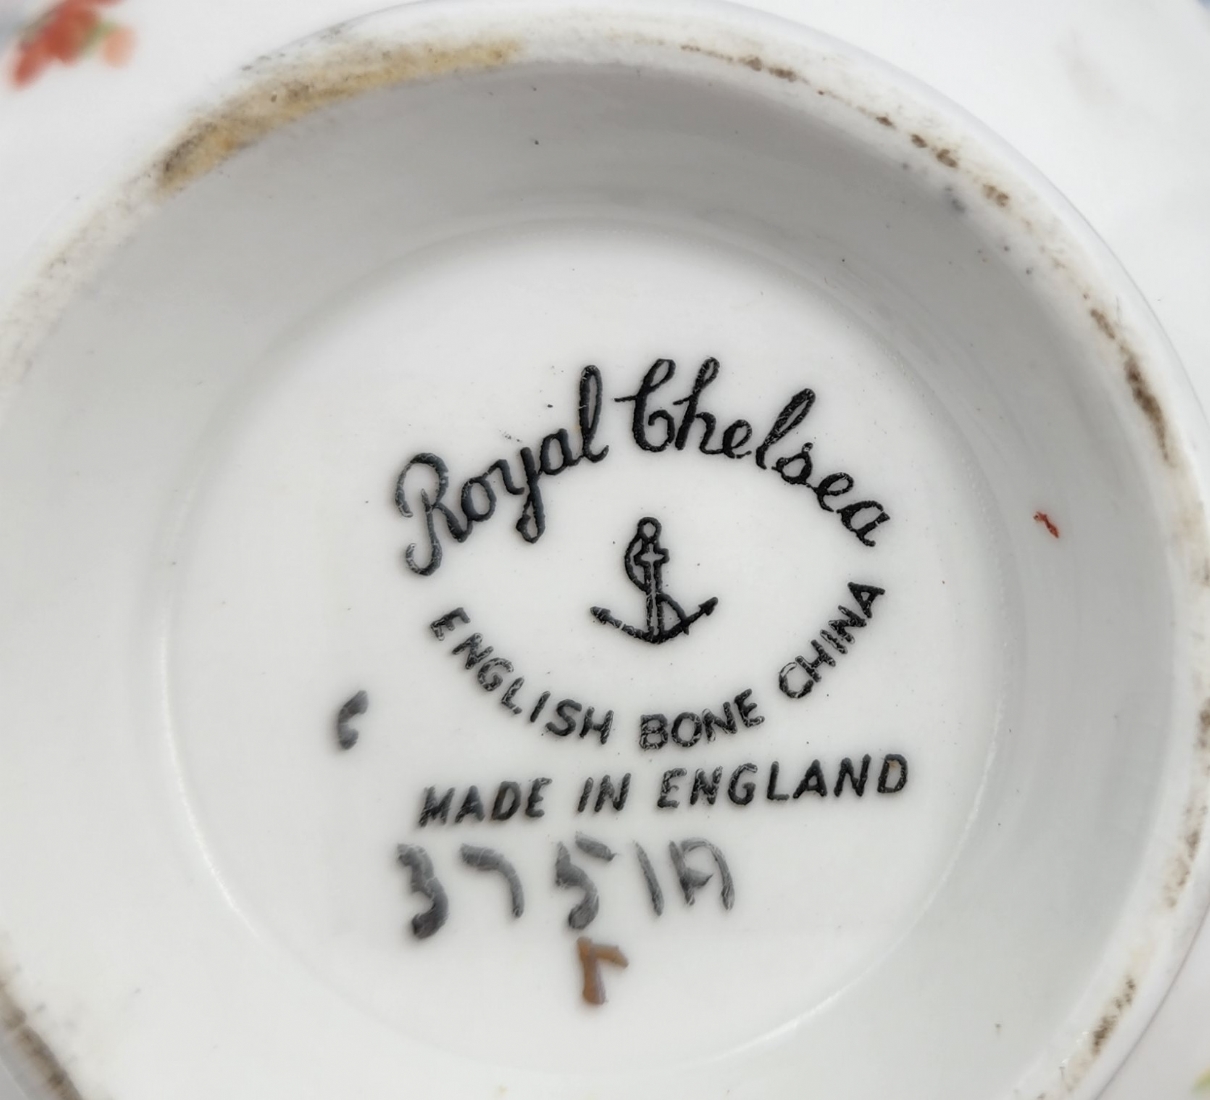 Royal Chelsea
ENGLISH BONE CHINA
MADE IN ENGLAND
3751A